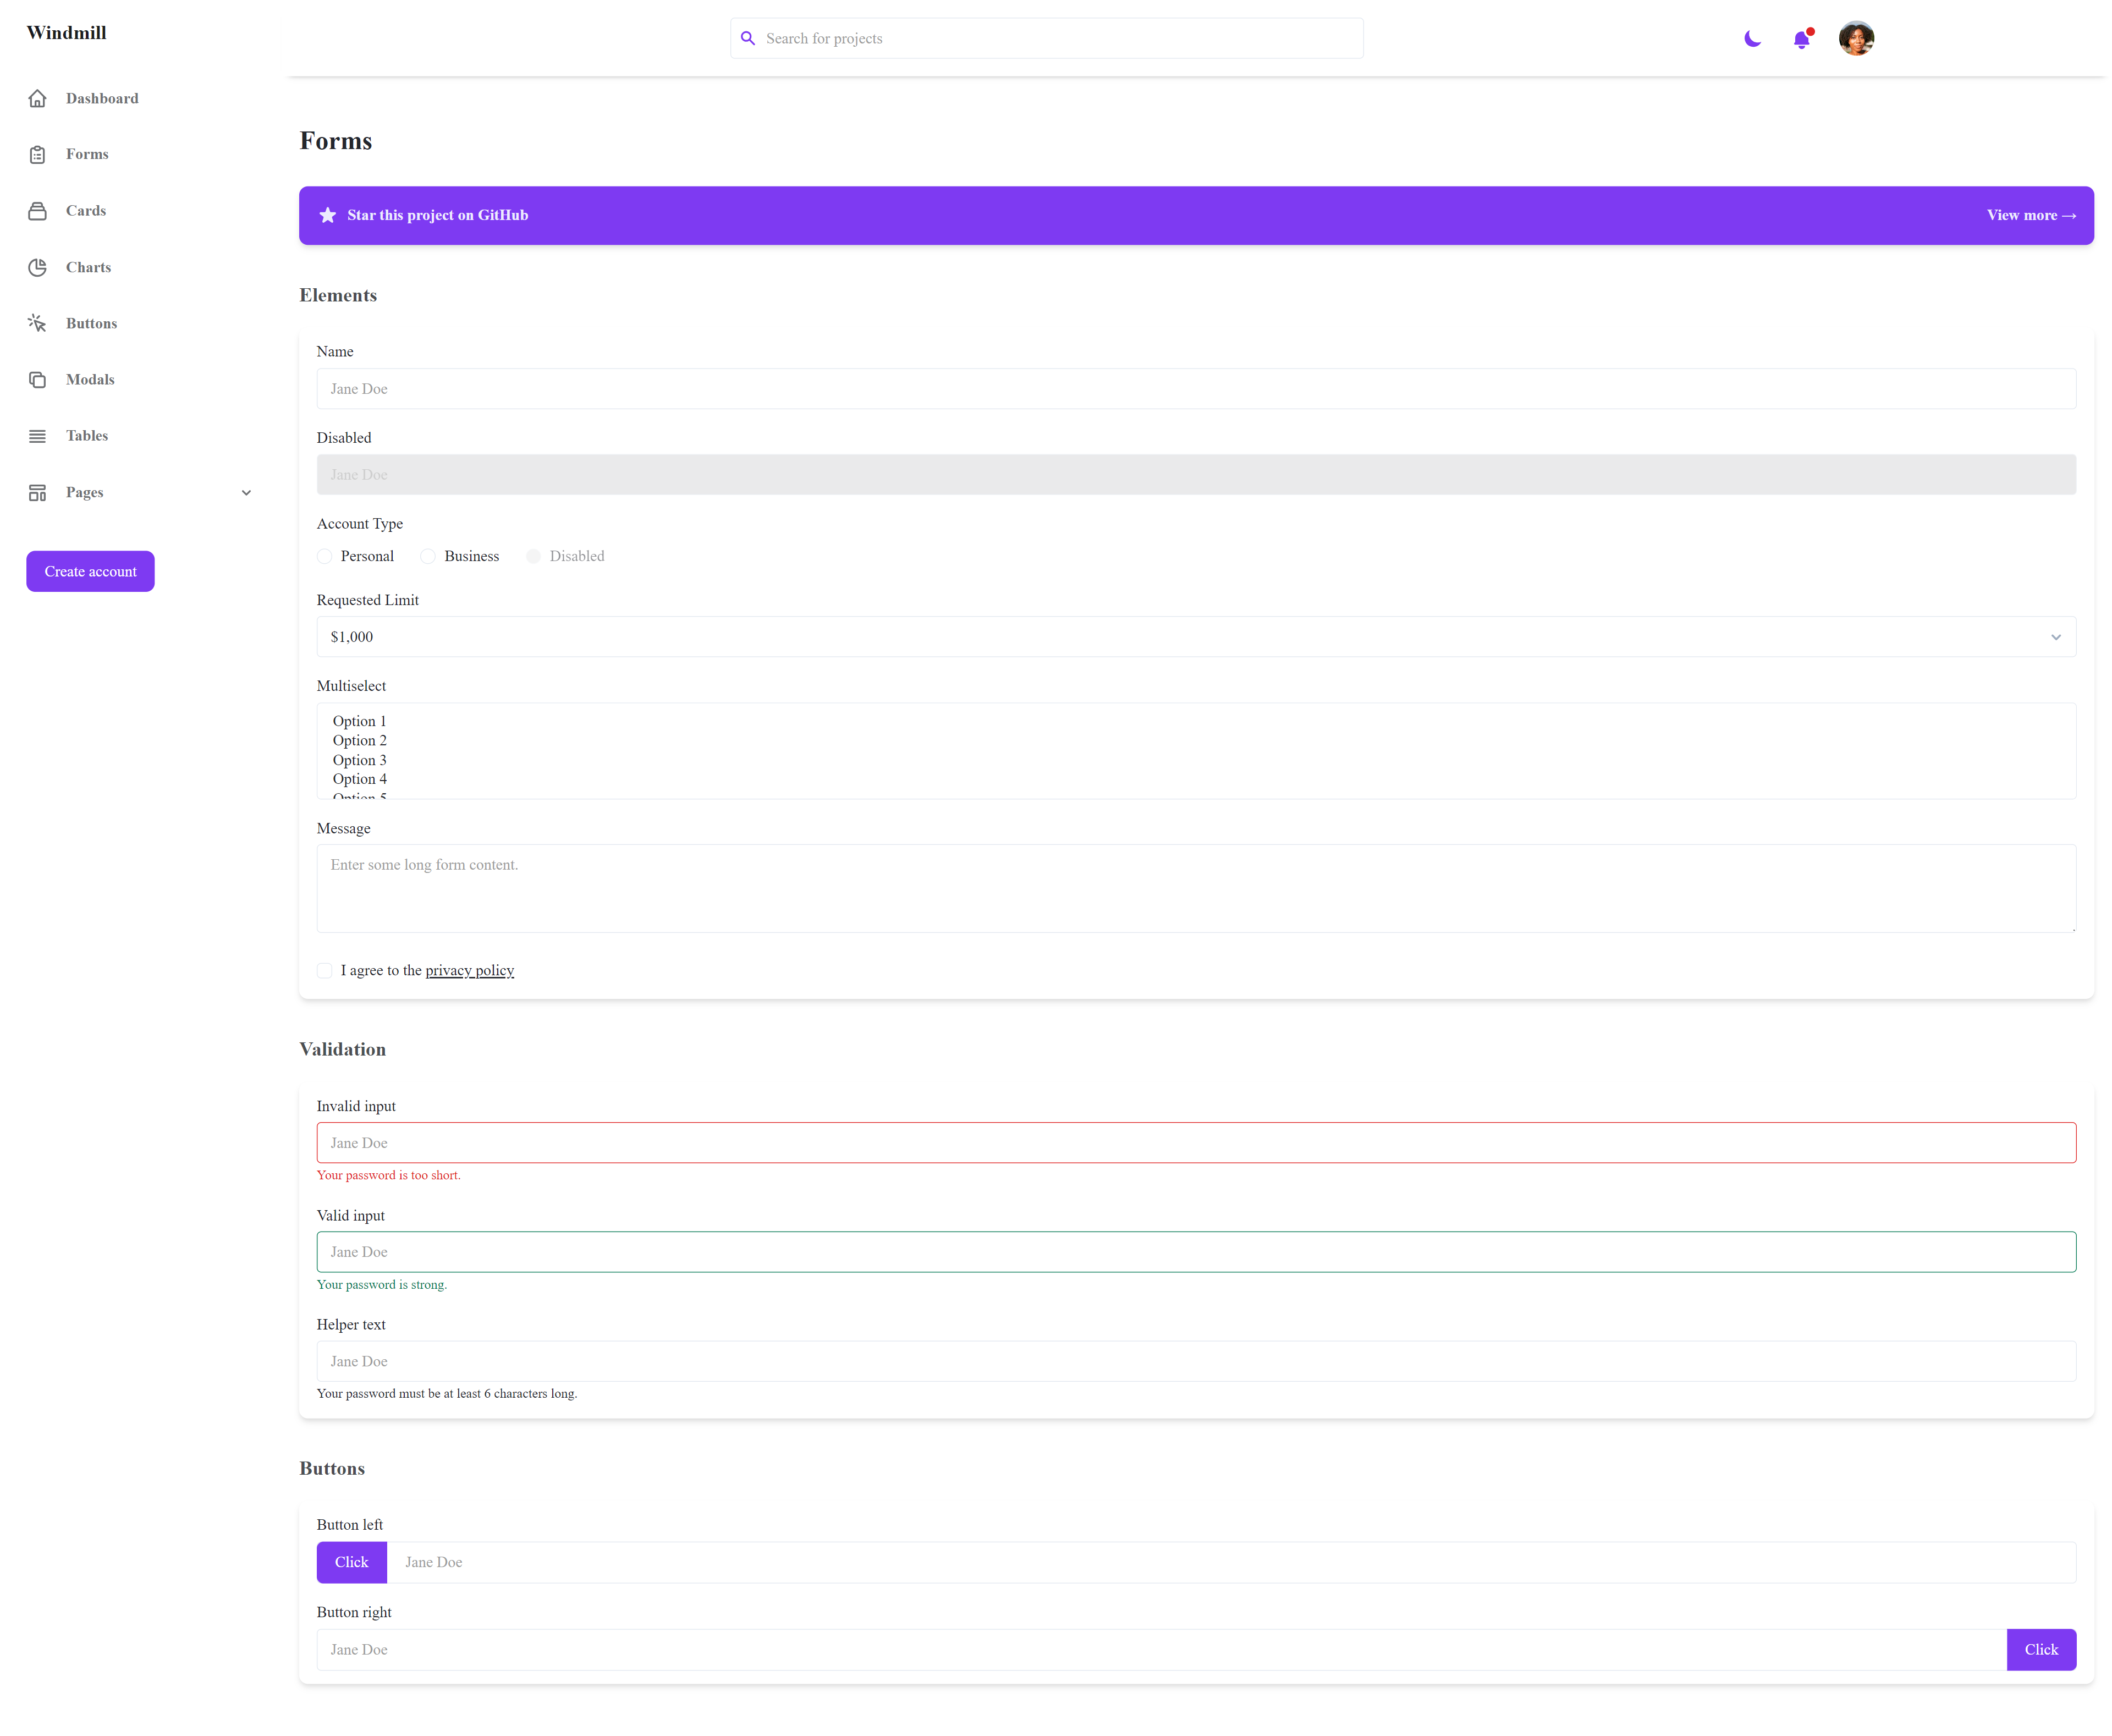 Windmill
Search for projects
Dashboard
Forms
Cards
Charts
Buttons
Modals
Tables
Pages
Create account
Forms
Star this project on GitHub
View more →
Elements
Name
Jane Doe
Disabled
Jane Doe
Account Type
Personal
Business
Disabled
Requested Limit
$1,000
Multiselect
Option 1
Option 2
Option 3
Option 4
Option 5
Message
Enter some long form content.
I agree to the privacy policy
Validation
Invalid input
Jane Doe
Your password is too short.
Valid input
Jane Doe
Your password is strong.
Helper text
Jane Doe
Your password must be at least 6 characters long.
Buttons
Button left
Click
Jane Doe
Button right
Jane Doe
Click